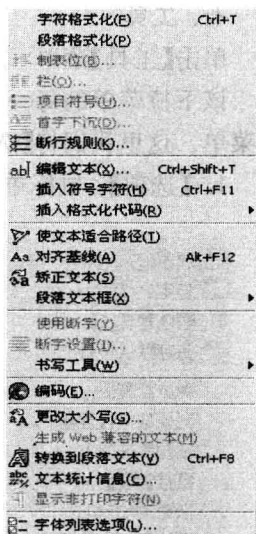 字符格式化(F) Ctrl+T
段落格式化(P)
制表位(B)...
栏(O)...
项目符号(U)...
首字下沉(D)...
断行规则(K)...
编辑文本(X)... Ctrl+Shift+T
插入符号字符(H) Ctrl+F11
插入格式化代码(R)
使文本适合路径(T)
对齐基线(A) Alt+F12
矫正文本(S)
段落文本框(X)
使用断字(Y)
断字设置(I)...
书写工具(W)
编码(E)...
更改大小写(G)...
生成 Web 兼容的文本(M)
转换到段落文本(V) Ctrl+F8
文本统计信息(C)...
显示非打印字符(N)
字体列表选项(L)...